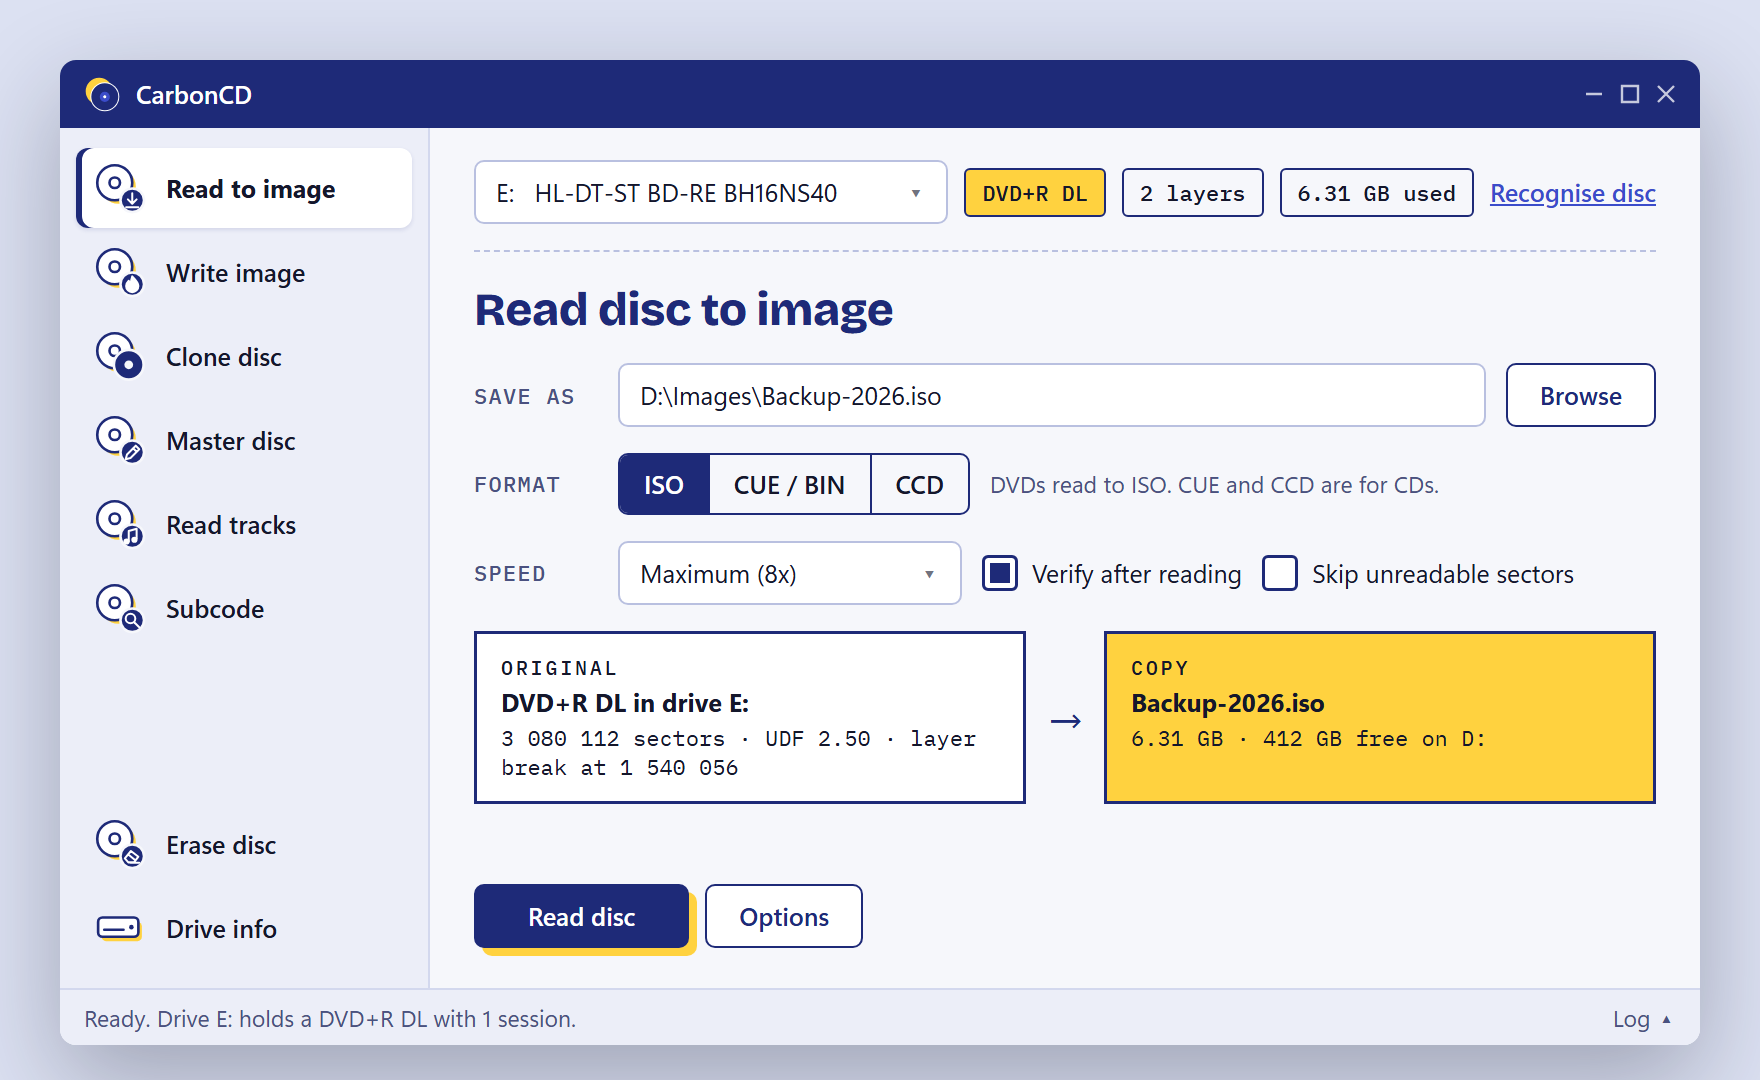 CarbonCD
Read to image
Write image
Clone disc
Master disc
Read tracks
Subcode
Erase disc
Drive info
E: HL-DT-ST BD-RE BH16NS40
DVD+R DL
2 layers
6.31 GB used
Recognise disc
Read disc to image
SAVE AS
D:\Images\Backup-2026.iso
Browse
FORMAT
ISO
CUE / BIN
CCD
DVDs read to ISO. CUE and CCD are for CDs.
SPEED
Maximum (8x)
Verify after reading
Skip unreadable sectors
ORIGINAL
DVD+R DL in drive E:
3 080 112 sectors · UDF 2.50 · layer
break at 1 540 056
→
COPY
Backup-2026.iso
6.31 GB · 412 GB free on D:
Read disc
Options
Ready. Drive E: holds a DVD+R DL with 1 session.
Log